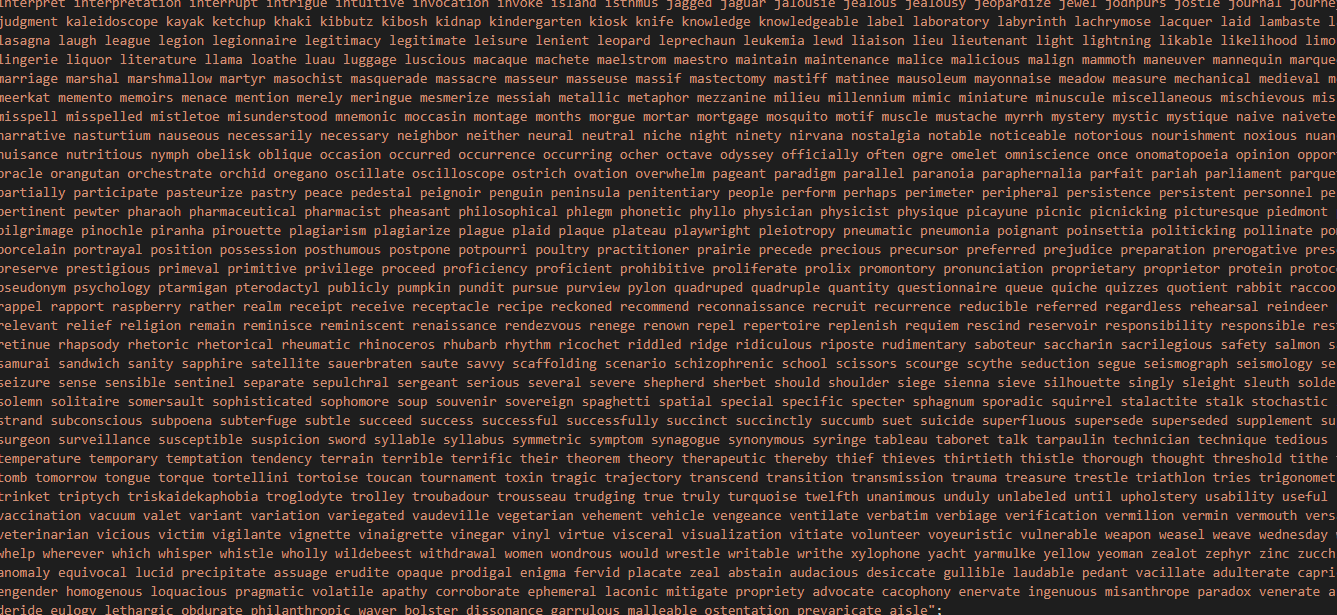 interpret interpretation interrupt intrigue intuitive invocation invoke island isthmus jagged jaguar jalousie jealous jealousy jeopardize jewel jodhpurs jostle journal
judgment kaleidoscope kayak ketchup khaki kibbutz kibosh kidnap kindergarten kiosk knife knowledge knowledgeable label laboratory labyrinth lachrymose lacquer laid lambaste
lasagna laugh league legion legionnaire legitimacy legitimate leisure lenient leopard leprechaun leukemia lewd liaison lieu lieutenant light lightning likable likelihood
lingerie liquor literature llama loathe luau luggage luscious macaque machete maelstrom maestro maintain maintenance malice malicious malign mammoth maneuver mannequin
marriage marshal marshmallow martyr masochist masquerade massacre masseur masseuse massif mastectomy mastiff matinee mausoleum mayonnaise meadow measure mechanical medieval
meerkat memento memoirs menace mention merely meringue mesmerize messiah metallic metaphor mezzanine milieu millennium mimic miniature minuscule miscellaneous mischievous
misspell misspelled mistletoe misunderstood mnemonic moccasin montage months morgue mortar mortgage mosquito motif muscle mustache myrrh mystery mystic mystique naive
narrative nasturtium nauseous necessarily necessary neighbor neither neural neutral niche night ninety nirvana nostalgia notable noticeable notorious nourishment noxious
nuisance nutritious nymph obelisk oblique occasion occurred occurrence occurring ocher octave odyssey officially often ogre omelet omniscience once onomatopoeia opinion
oracle orangutan orchestrate orchid oregano oscillate oscilloscope ostrich ovation overwhelm pageant paradigm parallel paranoia paraphernalia parfait pariah parliament
partially participate pasteurize pastry peace pedestal peignoir penguin peninsula penitentiary people perform perhaps perimeter peripheral persistence persistent personnel
pertinent pewter pharaoh pharmaceutical pharmacist pheasant philosophical phlegm phonetic phyllo physician physicist physique picayune picnic picnicking picturesque piedmont
pilgrimage pinochle piranha pirouette plagiarism plagiarize plague plaid plaque plateau playwright pleiotropy pneumatic pneumonia poignant poinsettia politicking pollinate
porcelain portrayal position possession posthumous postpone potpourri poultry practitioner prairie precede precious precursor preferred prejudice preparation prerogative
preserve prestigious primeval primitive privilege proceed proficiency proficient prohibitive proliferate prolix promontory pronunciation proprietary proprietor protein
pseudonym psychology ptarmigan pterodactyl publicly pumpkin pundit pursue purview pylon quadruped quadruple quantity questionnaire queue quiche quizzes quotient rabbit
rappel rapport raspberry rather realm receipt receive receptacle recipe reckoned recommend reconnaissance recruit recurrence reducible referred regardless rehearsal reindeer
relevant relief religion remain reminisce reminiscent renaissance rendezvous renege renown repel repertoire replenish requiem rescind reservoir responsibility responsible
retinue rhapsody rhetoric rhetorical rheumatic rhinoceros rhubarb rhythm ricochet riddled ridge ridiculous riposte rudimentary saboteur saccharin sacrilegious safety salmon
samurai sandwich sanity sapphire satellite sauerbraten saute savvy scaffolding scenario schizophrenic school scissors scourge scythe seduction segue seismograph seismology
seizure sense sensible sentinel separate sepulchral sergeant serious several severe shepherd sherbet should shoulder siege sienna sieve silhouette singly sleight sleuth
solemn solitaire somersault sophisticated sophomore soup souvenir sovereign spaghetti spatial special specific specter sphagnum sporadic squirrel stalactite stalk stochastic
strand subconscious subpoena subterfuge subtle succeed success successful successfully succinct succinctly succumb suet suicide superfluous supersede superseded supplement
surgeon surveillance susceptible suspicion sword syllable syllabus symmetric symptom synagogue synonymous syringe tableau taboret talk tarpaulin technician technique tedious
temperature temporary temptation tendency terrain terrible terrific their theorem theory therapeutic thereby thief thieves thirtieth thistle thorough thought threshold tithe
tomb tomorrow tongue torque tortellini tortoise toucan tournament toxin tragic trajectory transcend transition transmission trauma treasure trestle triathlon tries
trinket triptych triskaidekaphobia troglodyte trolley troubadour trousseau trudging true truly turquoise twelfth unanimous unduly unlabeled until upholstery usability useful
vaccination vacuum valet variant variation variegated vaudeville vegetarian vehement vehicle vengeance ventilate verbatim verbiage verification vermilion vermin vermouth
veterinarian vicious victim vigilante vignette vinaigrette vinegar vinyl virtue visceral visualization vitiate volunteer voyeuristic vulnerable weapon weasel weave wednesday
whelp wherever which whisper whistle wholly wildebeest withdrawal women wondrous would wrestle writable writhe xylophone yacht yarmulke yellow yeoman zealot zephyr zinc
anomaly equivocal lucid precipitate assuage erudite opaque prodigal enigma fervid placate zeal abstain audacious desiccate gullible laudable pedant vacillate adulterate
engender homogenous loquacious pragmatic volatile apathy corroborate ephemeral laconic mitigate propriety advocate cacophony enervate ingenuous misanthrope paradox venerate
deride eulogy lethargic obdurate philanthropic waver bolster dissonance garrulous malleable ostentation prevaricate aisle";